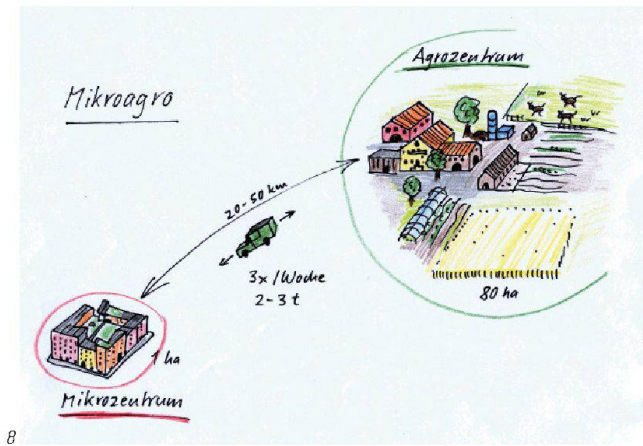 Agrozentrum
Mikroagro
20-50 km
3x/Woche
2-3 t
80 ha
1 ha
Mikrozentrum
8